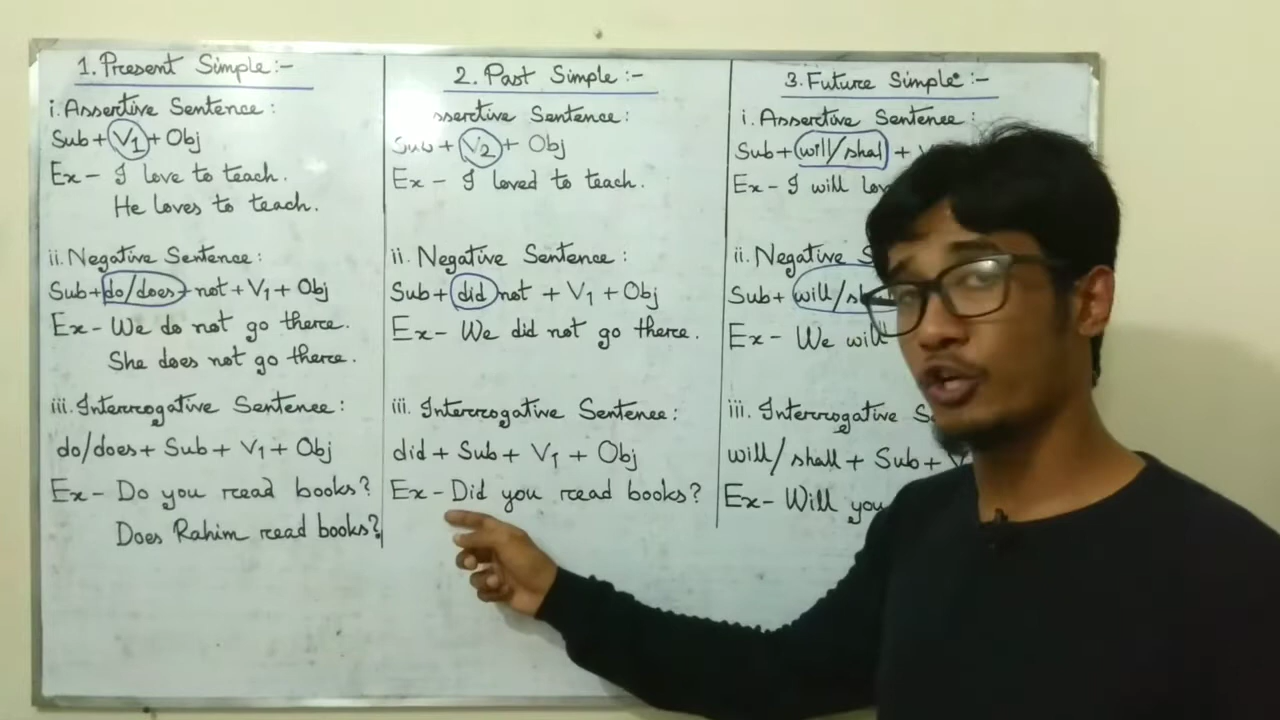 1. Present Simple:-
i. Assertive Sentence:
Sub + V1 + Obj
Ex - I love to teach.
He loves to teach.
ii. Negative Sentence:
Sub + do/does + not + V1 + Obj
Ex - We do not go there.
She does not go there.
iii. Interrogative Sentence:
do/does + Sub + V1 + Obj
Ex - Do you read books?
Does Rahim read books?
2. Past Simple:-
ssertive Sentence:
Sub + V2 + Obj
Ex - I loved to teach.
ii. Negative Sentence:
Sub + did not + V1 + Obj
Ex - We did not go there.
iii. Interrogative Sentence:
did + Sub + V1 + Obj
Ex - Did you read books?
3. Future Simple:-
i. Assertive Sentence:
Sub + will/shal +
Ex - I will
ii. Negative
Sub + will/
Ex - We will
iii. Interrogative
will/shall + Sub +
Ex - Will you